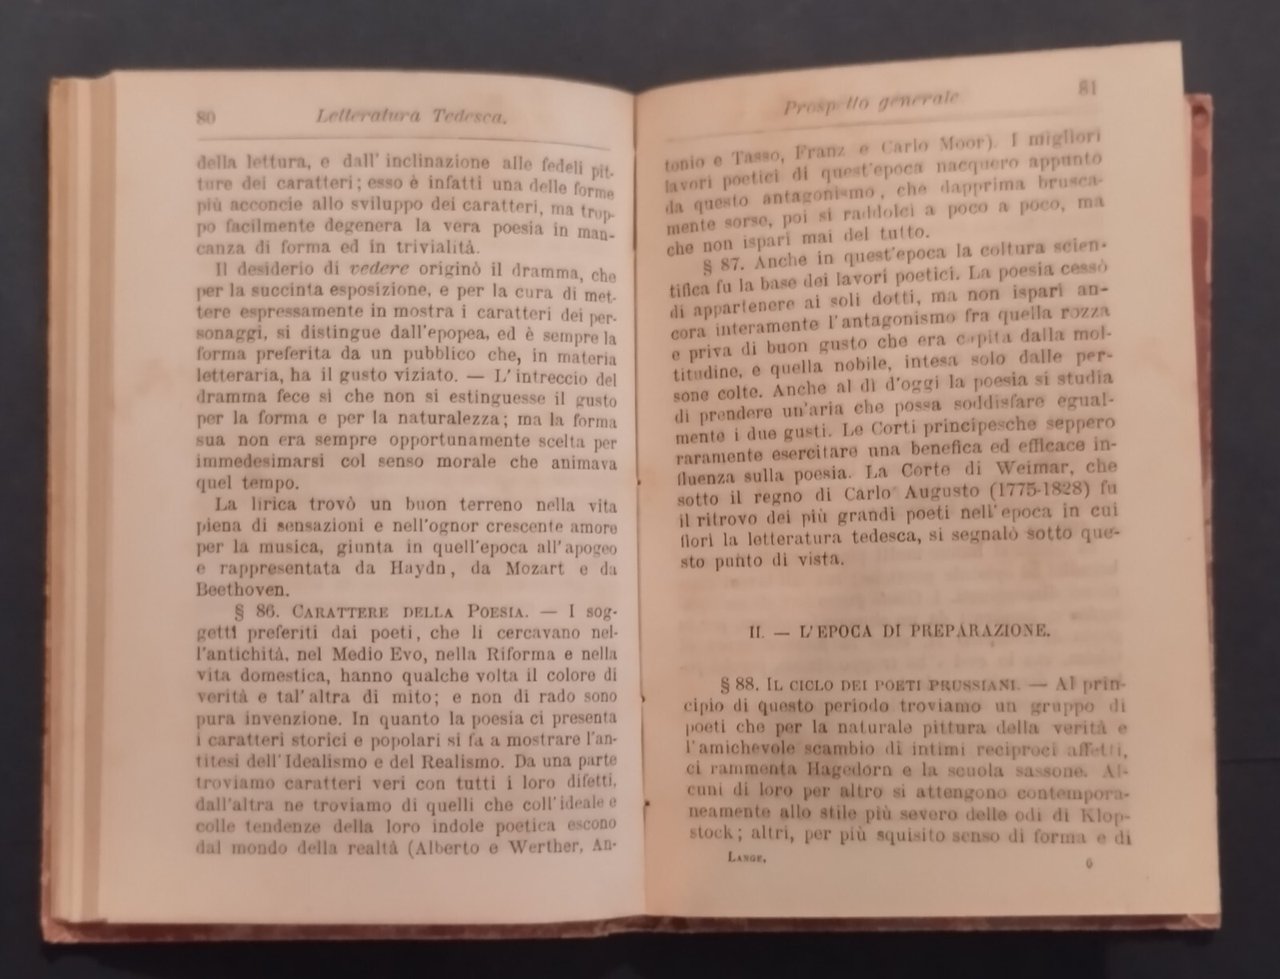 80 Letteratura Tedesca.
della lettura, e dall' inclinazione alle fedeli pit-
ture dei caratteri; esso è infatti una delle forme
più acconcie allo sviluppo dei caratteri, ma trop-
po facilmente degenera la vera poesia in man-
canza di forma ed in trivialità.
Il desiderio di vedere originò il dramma, che
per la succinta esposizione, e per la cura di met-
tere espressamente in mostra i caratteri dei per-
sonaggi, si distingue dall'epopea, ed è sempre la
forma preferita da un pubblico che, in materia
letteraria, ha il gusto viziato. — L'intreccio del
dramma fece sì che non si estinguesse il gusto
per la forma e per la naturalezza; ma la forma
sua non era sempre opportunamente scelta per
immedesimarsi col senso morale che animava
quel tempo.
La lirica trovò un buon terreno nella vita
piena di sensazioni e nell'ognor crescente amore
per la musica, giunta in quell'epoca all'apogeo
e rappresentata da Haydn, da Mozart e da
Beethoven.
§ 86. CARATTERE DELLA POESIA. — I sog-
getti preferiti dai poeti, che li cercavano nel-
l'antichità, nel Medio Evo, nella Riforma e nella
vita domestica, hanno qualche volta il colore di
verità e tal'altra di mito; e non di rado sono
pura invenzione. In quanto la poesia ci presenta
i caratteri storici e popolari si fa a mostrare l'an-
titesi dell'Idealismo e del Realismo. Da una parte
troviamo caratteri veri con tutti i loro difetti,
dall'altra ne troviamo di quelli che coll'ideale e
colle tendenze della loro indole poetica escono
dal mondo della realtà (Alberto e Werther, An-
Prospetto generale 81
tonio e Tasso, Franz e Carlo Moor). I migliori
lavori poetici di quest'epoca nacquero appunto
da questo antagonismo, che dapprima brusca-
mente sorse, poi si raddolcì a poco a poco, ma
che non isparì mai del tutto.
§ 87. Anche in quest'epoca la coltura scien-
tifica fu la base dei lavori poetici. La poesia cessò
di appartenere ai soli dotti, ma non isparì an-
cora interamente l'antagonismo fra quella rozza
e priva di buon gusto che era capita dalla mol-
titudine, e quella nobile, intesa solo dalle per-
sone colte. Anche al dì d'oggi la poesia si studia
di prendere un'aria che possa soddisfare egual-
mente i due gusti. Le Corti principesche seppero
raramente esercitare una benefica ed efficace in-
fluenza sulla poesia. La Corte di Weimar, che
sotto il regno di Carlo Augusto (1775-1828) fu
il ritrovo dei più grandi poeti nell'epoca in cui
fiorì la letteratura tedesca, si segnalò sotto que-
sto punto di vista.
II. — L'EPOCA DI PREPARAZIONE.
§ 88. IL CICLO DEI POETI PRUSSIANI. — Al prin-
cipio di questo periodo troviamo un gruppo di
poeti che per la naturale pittura della verità e
l'amichevole scambio di intimi reciproci affetti,
ci rammenta Hagedorn e la scuola sassone. Al-
cuni di loro per altro si attengono contempora-
neamente allo stile più severo delle odi di Klop-
stock; altri, per più squisito senso di forma e di
LANGE, 6